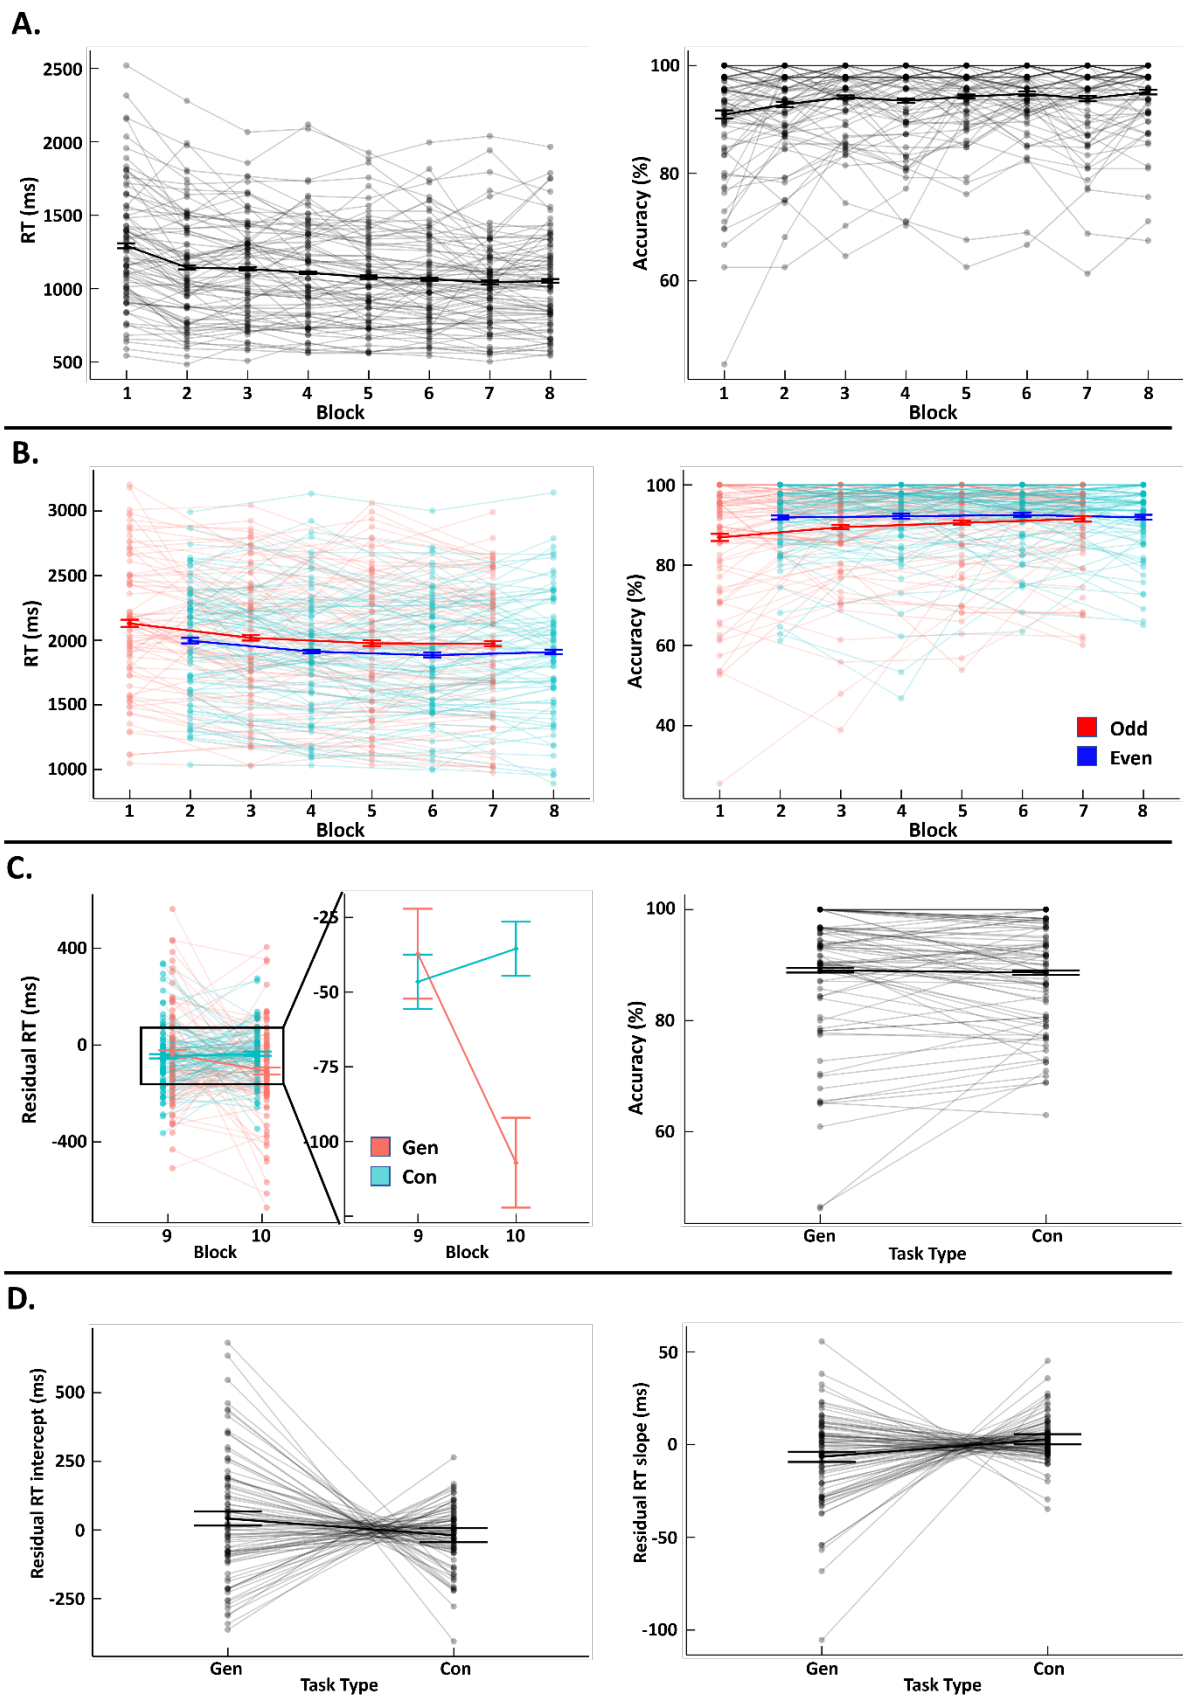 A.
RT (ms)
2500
2000
1500
1000
500
1 2 3 4 5 6 7 8
Block
Accuracy (%)
100
80
60
1 2 3 4 5 6 7 8
Block
B.
RT (ms)
3000
2500
2000
1500
1000
1 2 3 4 5 6 7 8
Block
Accuracy (%)
100
80
60
40
Odd
Even
1 2 3 4 5 6 7 8
Block
C.
Residual RT (ms)
400
0
-400
9 10
Block
-25
-50
-75
-100
Gen
Con
9 10
Block
Accuracy (%)
100
80
60
Gen Con
Task Type
D.
Residual RT intercept (ms)
500
250
0
-250
Gen Con
Task Type
Residual RT slope (ms)
50
0
-50
-100
Gen Con
Task Type